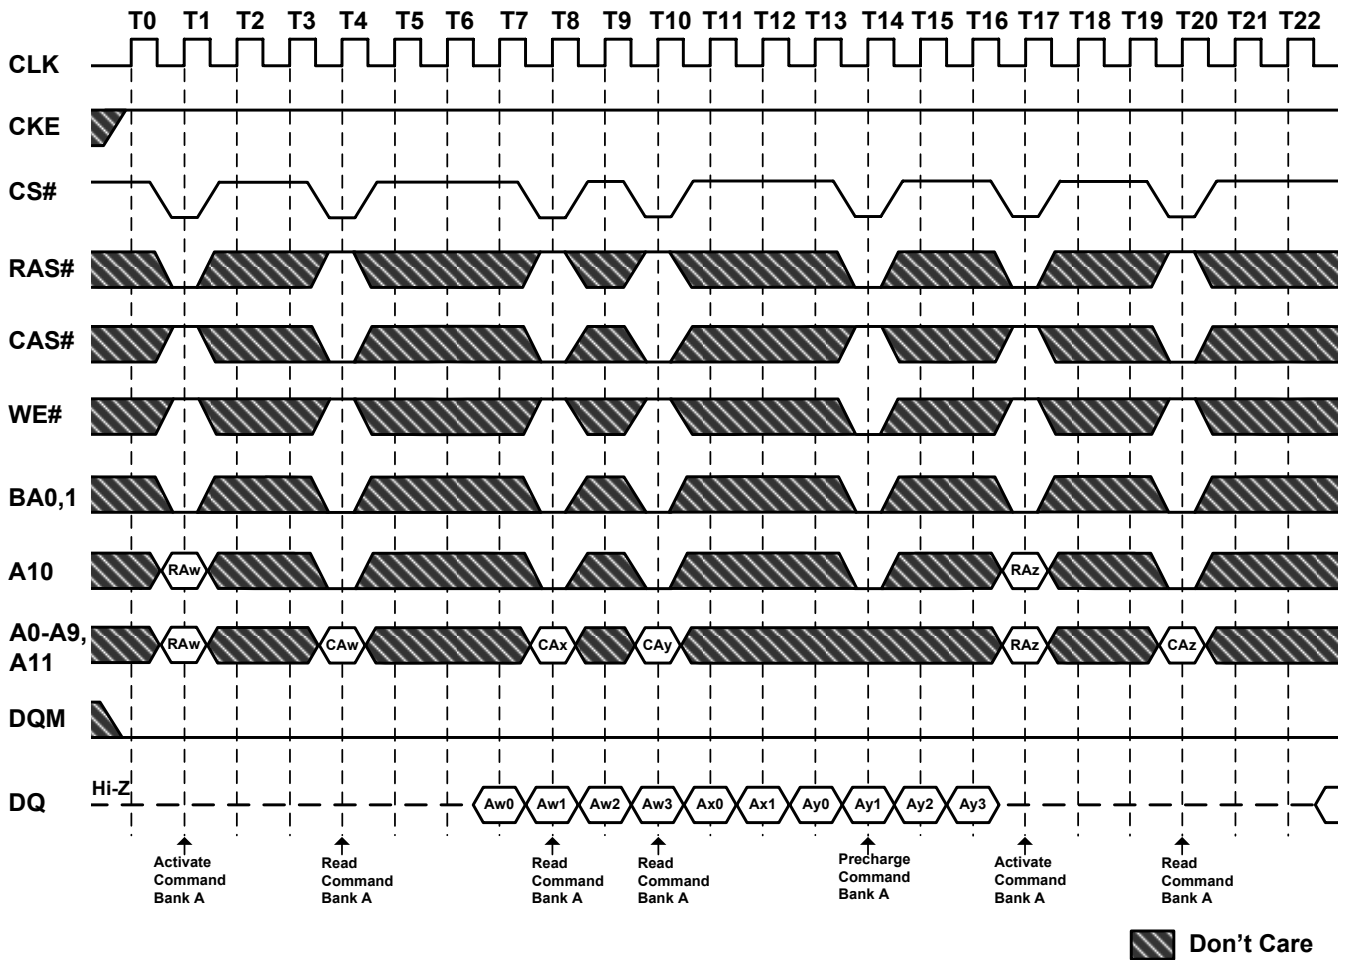 T0 T1 T2 T3 T4 T5 T6 T7 T8 T9 T10 T11 T12 T13 T14 T15 T16 T17 T18 T19 T20 T21 T22
CLK
CKE
CS#
RAS#
CAS#
WE#
BA0,1
A10 RAw RAz
A0-A9,
A11 RAw CAw CAx CAy RAz CAz
DQM
DQ Hi-Z Aw0 Aw1 Aw2 Aw3 Ax0 Ax1 Ay0 Ay1 Ay2 Ay3
Activate
Command
Bank A
Read
Command
Bank A
Read
Command
Bank A
Read
Command
Bank A
Precharge
Command
Bank A
Activate
Command
Bank A
Read
Command
Bank A
Don't Care